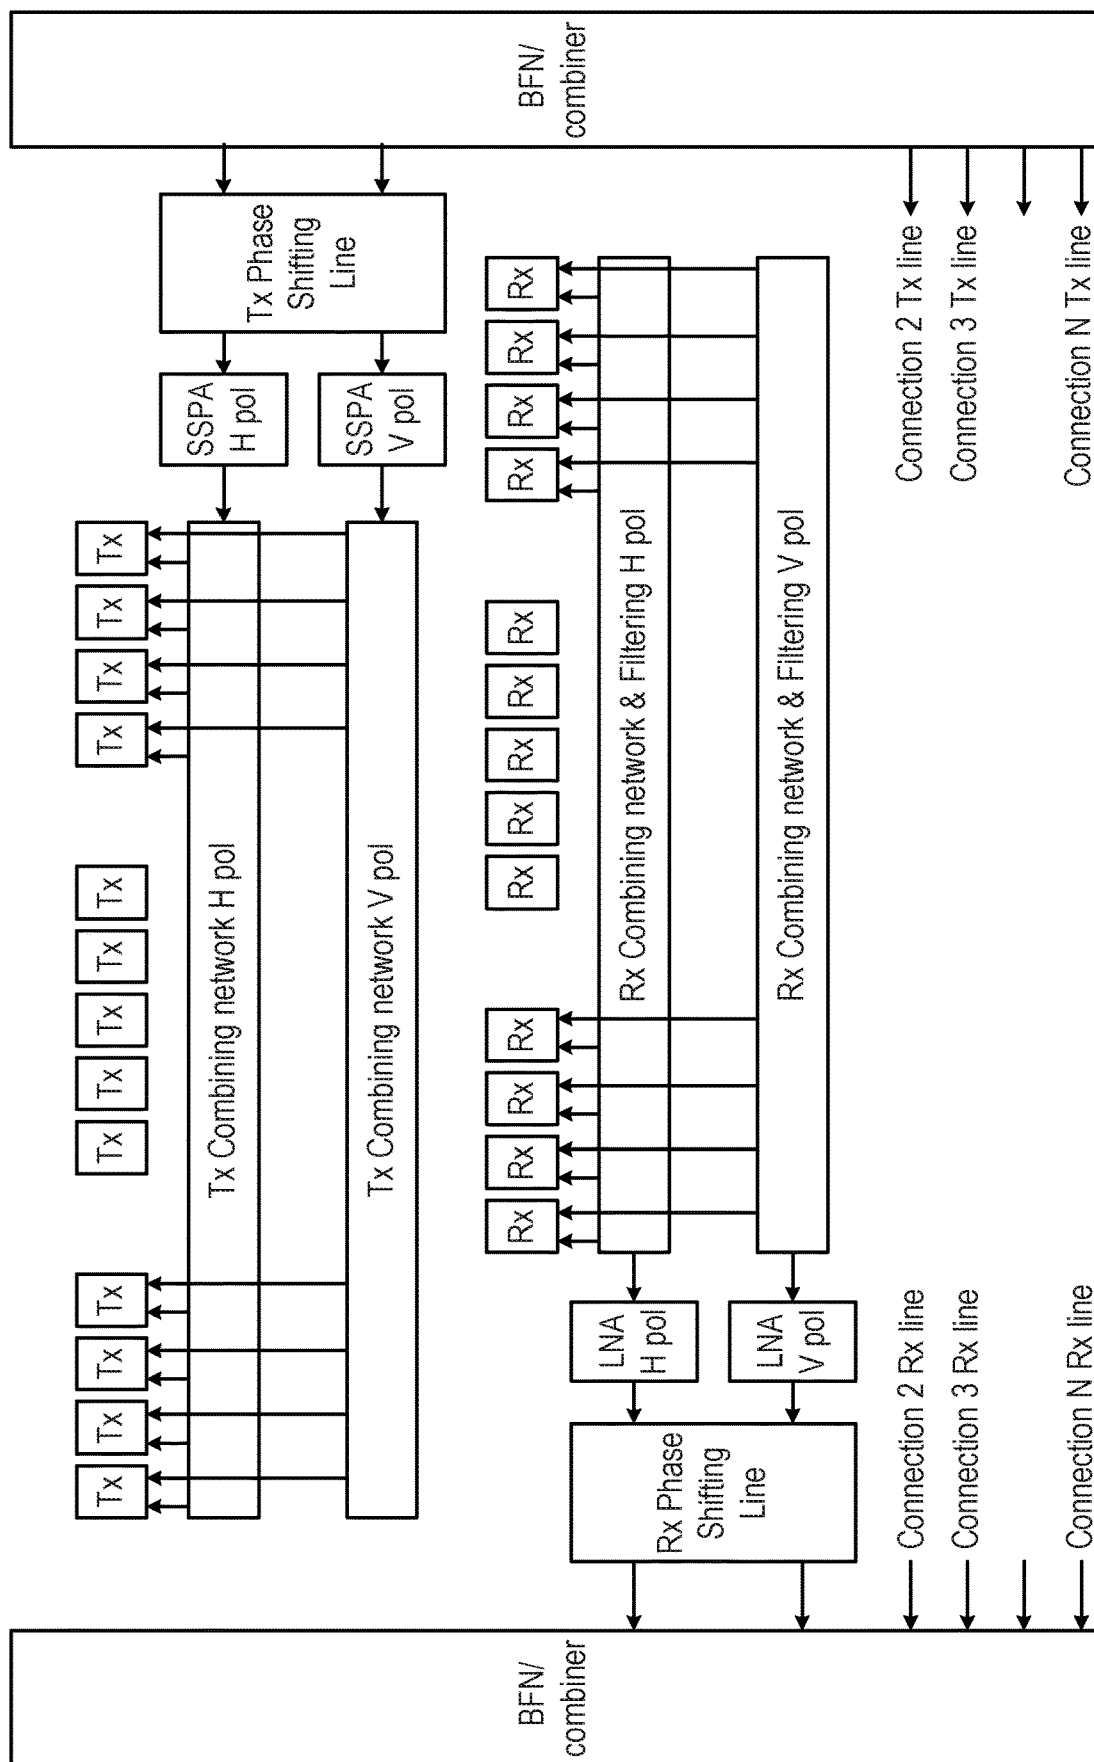 BFN/
combiner
Tx Tx Tx Tx Tx Tx Tx Tx Tx Tx Tx Tx Tx
Tx Combining network H pol
Tx Combining network V pol
SSPA
H pol
SSPA
V pol
Tx Phase
Shifting
Line
Rx Phase
Shifting
Line
LNA
H pol
LNA
V pol
Rx Rx Rx Rx Rx Rx Rx Rx Rx Rx Rx Rx Rx
Rx Combining network & Filtering H pol
Rx Combining network & Filtering V pol
Connection 2 Rx line
Connection 3 Rx line
Connection N Rx line
Connection 2 Tx line
Connection 3 Tx line
Connection N Tx line
BFN/
combiner